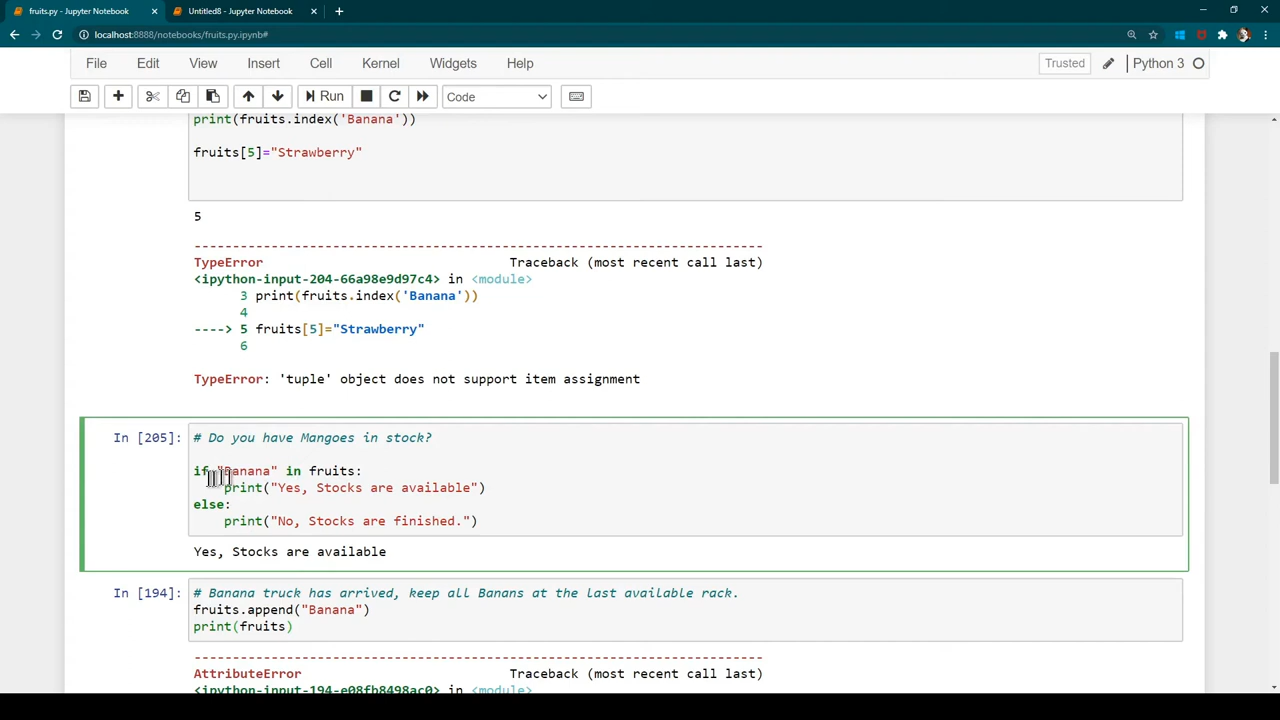 fruits.py - Jupyter Notebook
Untitled8 - Jupyter Notebook
localhost:8888/notebooks/fruits.py.ipynb#
File Edit View Insert Cell Kernel Widgets Help
Trusted
Python 3
Run
Code
print(fruits.index('Banana'))
fruits[5]="Strawberry"
5
---------------------------------------------------------------------------
TypeError Traceback (most recent call last)
<ipython-input-204-66a98e9d97c4> in <module>
3 print(fruits.index('Banana'))
4
----> 5 fruits[5]="Strawberry"
6
TypeError: 'tuple' object does not support item assignment
In [205]: # Do you have Mangoes in stock?
if "Banana" in fruits:
print("Yes, Stocks are available")
else:
print("No, Stocks are finished.")
Yes, Stocks are available
In [194]: # Banana truck has arrived, keep all Banans at the last available rack.
fruits.append("Banana")
print(fruits)
---------------------------------------------------------------------------
AttributeError Traceback (most recent call last)
<ipython-input-194-e08fb8498ac0> in <module>